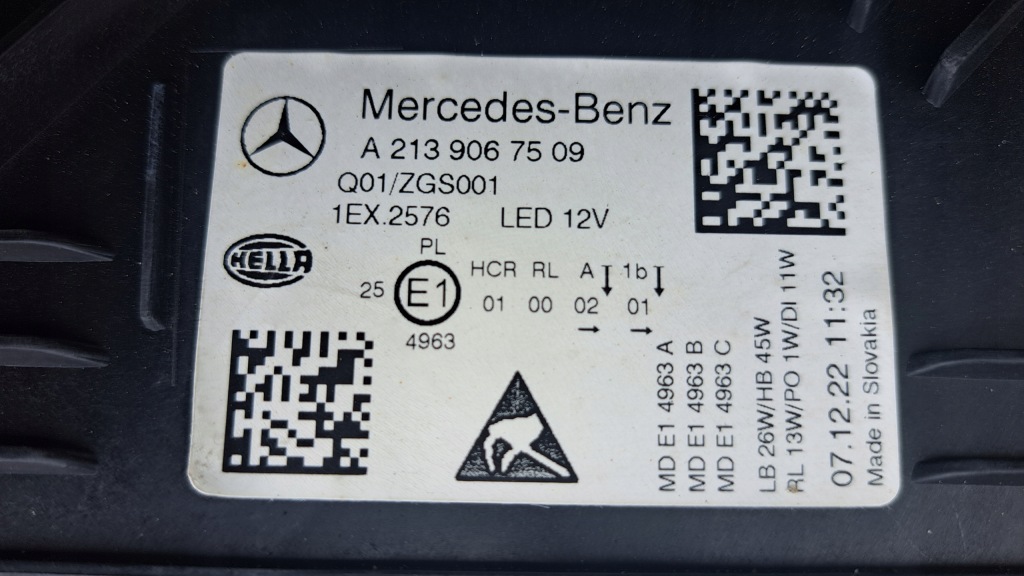 Mercedes-Benz
A 213 906 75 09
Q01/ZGS001
1EX.2576 LED 12V
HELLA
PL
25 E1
4963
HCR RL A 1b
01 00 02 01
MD E1 4963 A
MD E1 4963 B
MD E1 4963 C
LB 26W/HB 45W
RL 13W/PO 1W/DI 11W
07.12.22 11:32
Made in Slovakia